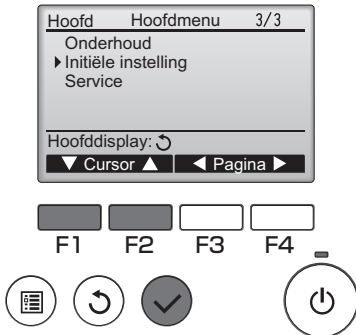 Hoofd Hoofdmenu 3/3
Onderhoud
Initiële instelling
Service
Hoofddisplay:
Cursor Pagina
F1 F2 F3 F4